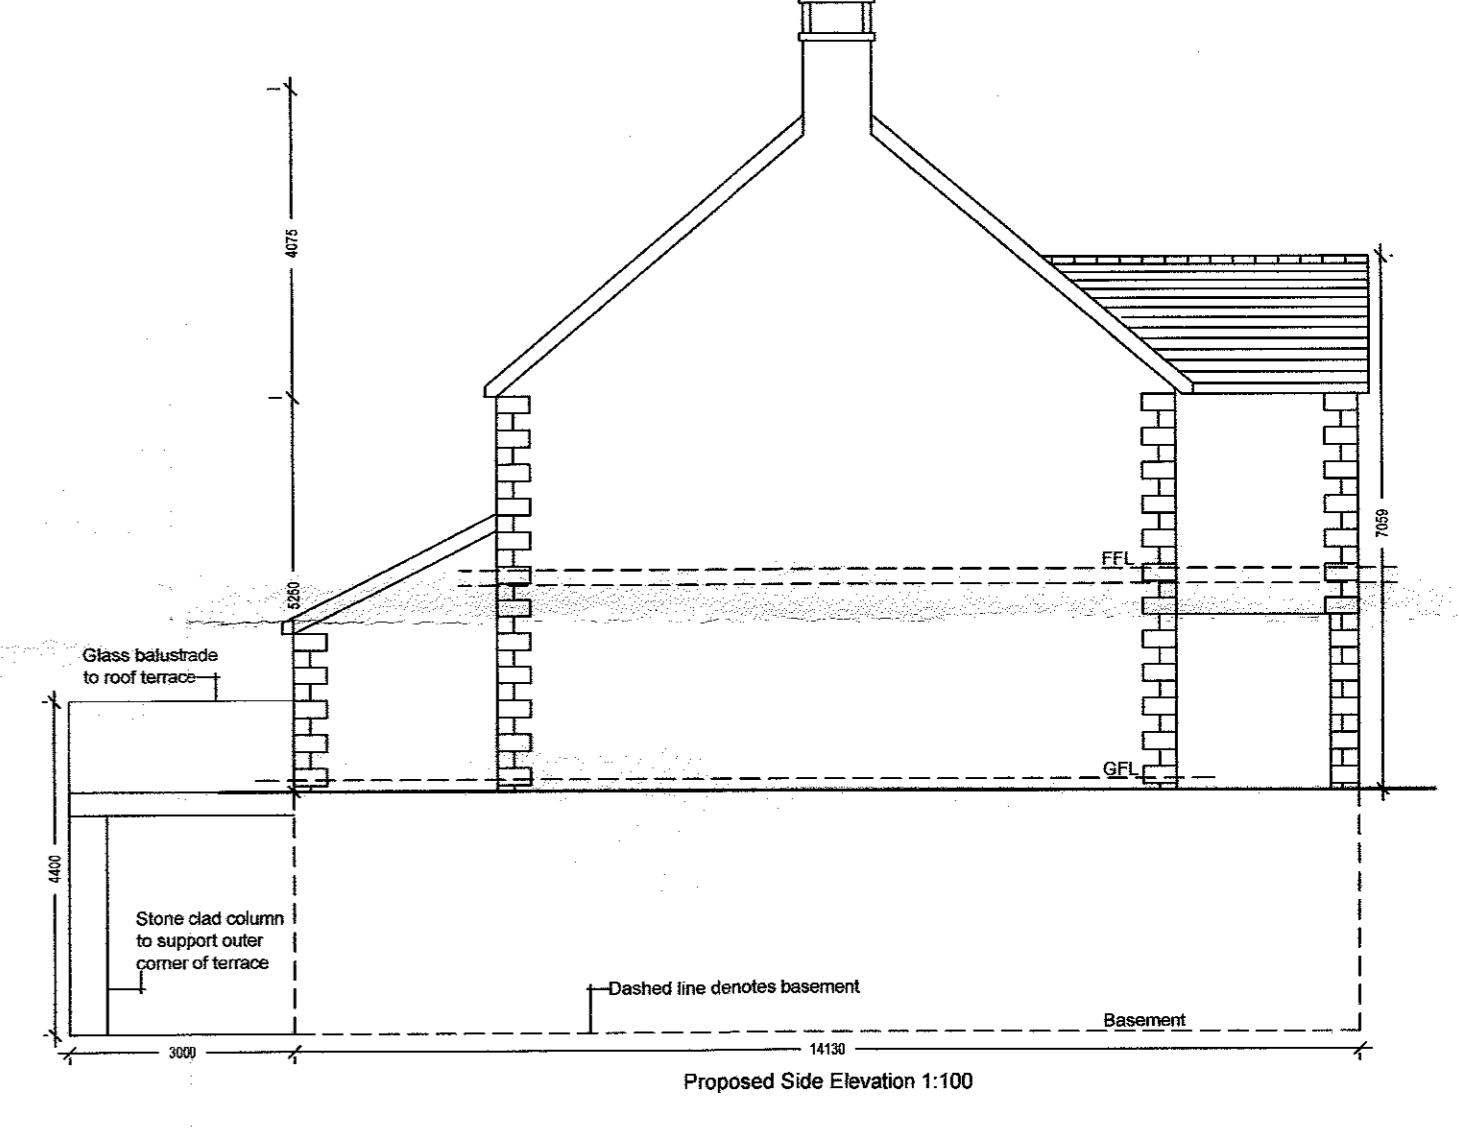 4075
7059
FFL
5250
Glass balustrade
to roof terrace
GFL
4400
Stone clad column
to support outer
corner of terrace
Dashed line denotes basement
Basement
3000
14130
Proposed Side Elevation 1:100